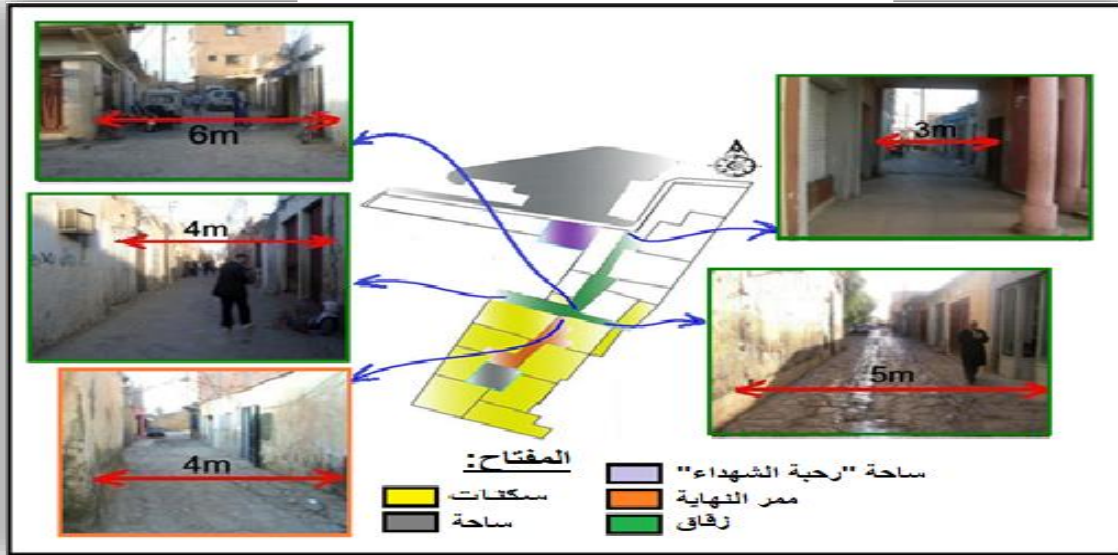 6m
3m
4m
5m
4m
المفتاح:
سكنات
ساحة
ساحة "رحبة الشهداء"
ممر النهاية
زقاق